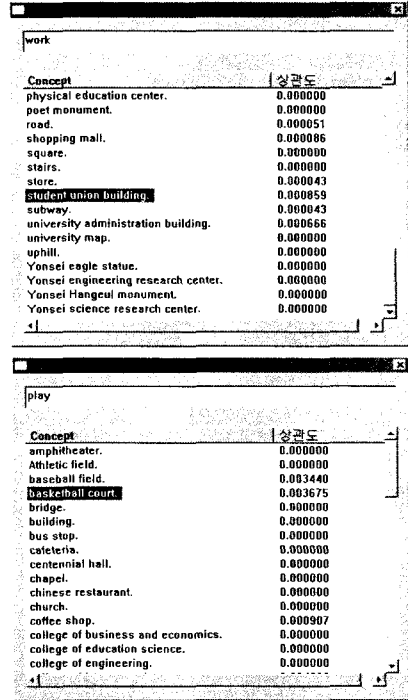 work
Concept 상관도
physical education center. 0.000000
poet monument. 0.000000
road. 0.000051
shopping mall. 0.000086
square. 0.000000
stairs. 0.000000
store. 0.000043
student union building. 0.000859
subway. 0.000043
university administration building. 0.000666
university map. 0.000000
uphill. 0.000000
Yonsei eagle statue. 0.000000
Yonsei engineering research center. 0.000000
Yonsei Hangeul monument. 0.000000
Yonsei science research center. 0.000000
play
Concept 상관도
amphitheater. 0.000000
Athletic field. 0.000000
baseball field. 0.003440
basketball court. 0.003675
bridge. 0.000000
building. 0.000000
bus stop. 0.000000
cafeteria. 0.000000
centennial hall. 0.000000
chapel. 0.000000
chinese restaurant. 0.000000
church. 0.000000
coffee shop. 0.000907
college of business and economics. 0.000000
college of education science. 0.000000
college of engineering. 0.000000